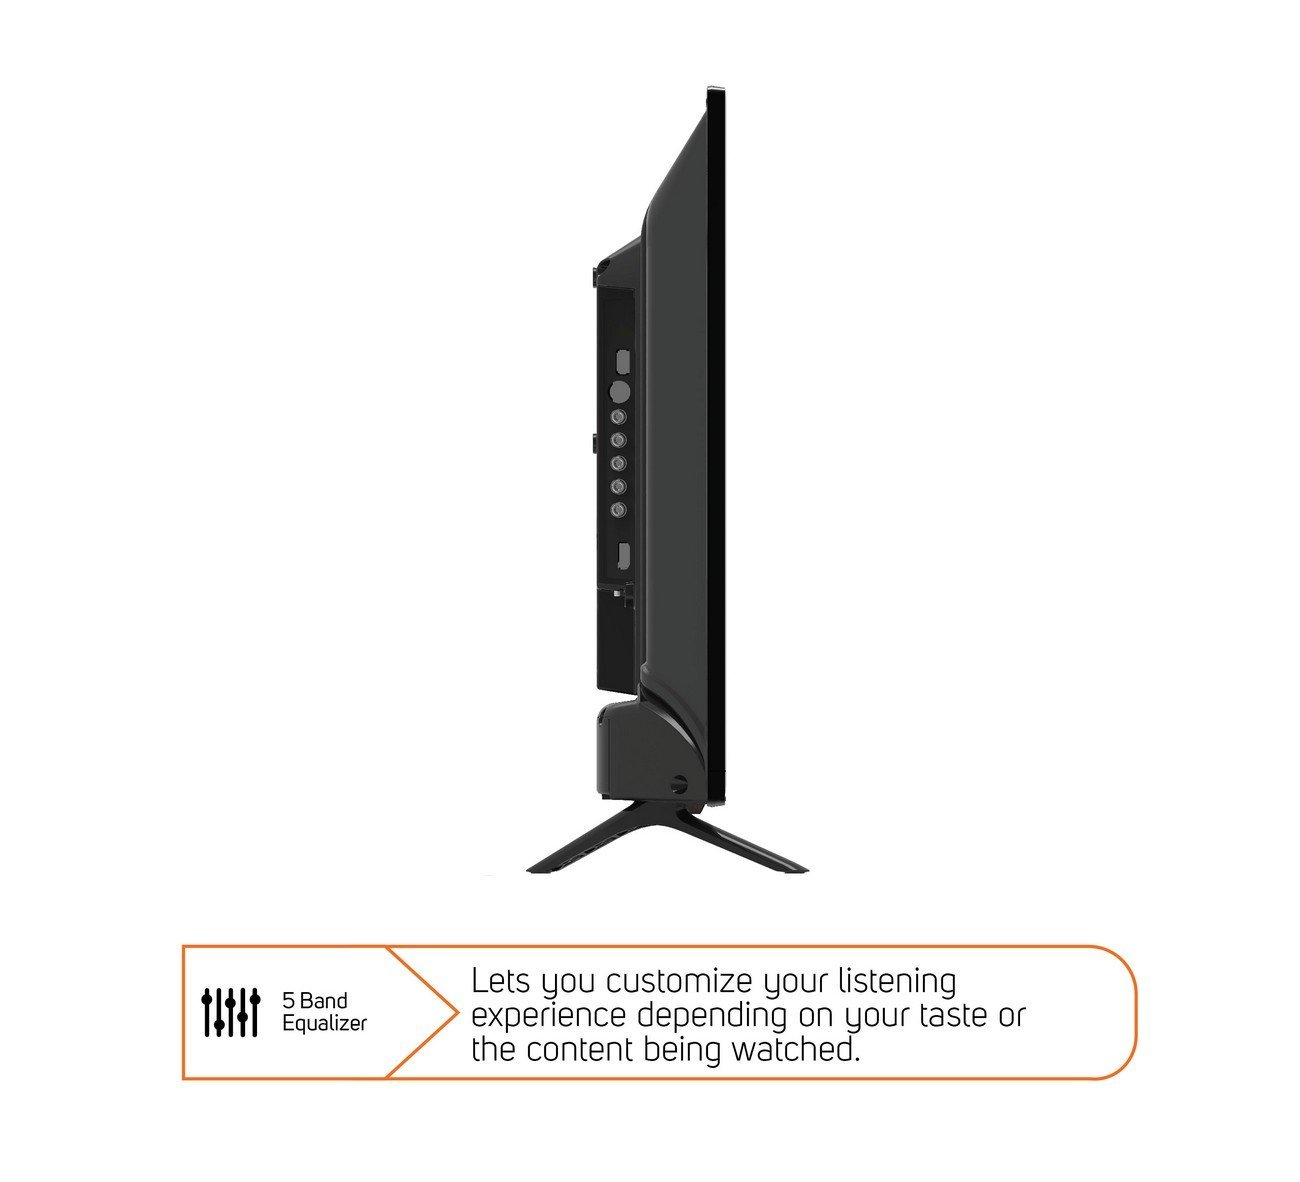 5 Band
Equalizer
Lets you customize your listening
experience depending on your taste or
the content being watched.